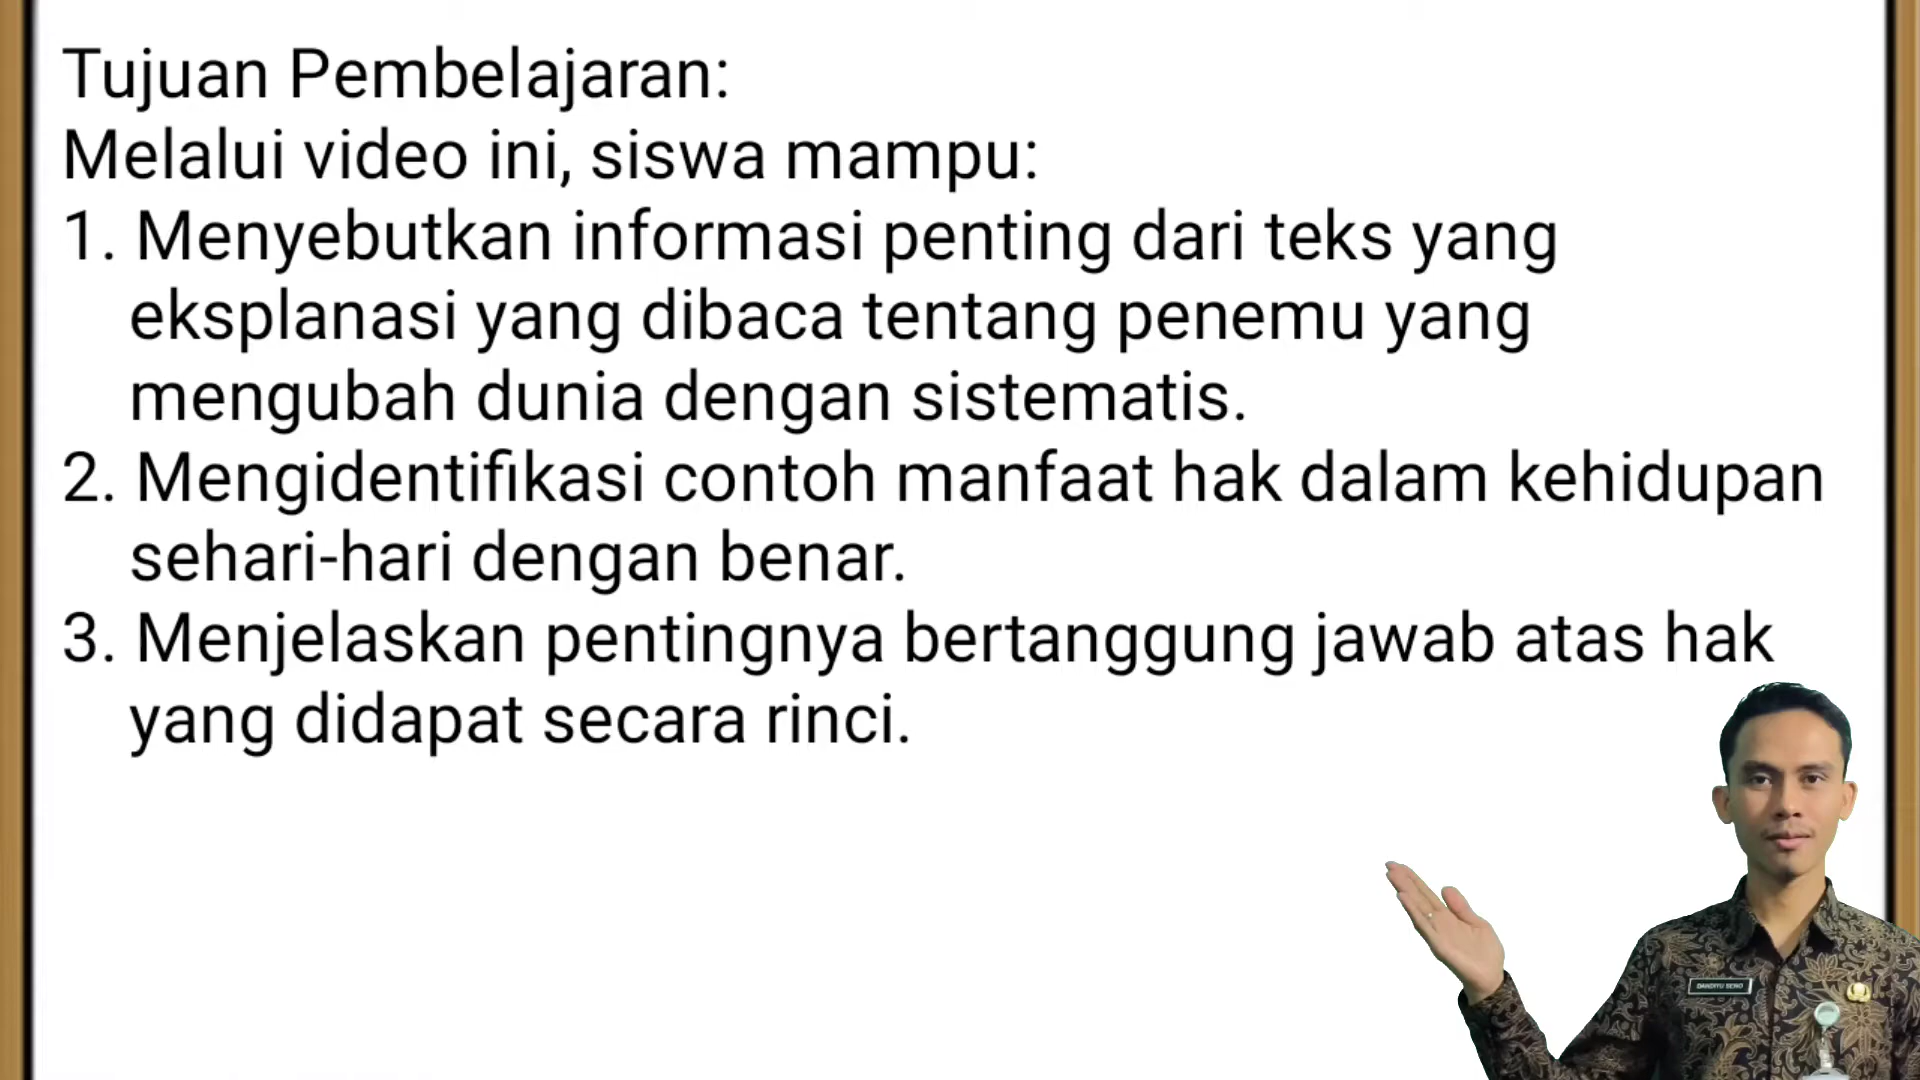 Tujuan Pembelajaran:
Melalui video ini, siswa mampu:
1. Menyebutkan informasi penting dari teks yang
eksplanasi yang dibaca tentang penemu yang
mengubah dunia dengan sistematis.
2. Mengidentifikasi contoh manfaat hak dalam kehidupan
sehari-hari dengan benar.
3. Menjelaskan pentingnya bertanggung jawab atas hak
yang didapat secara rinci.